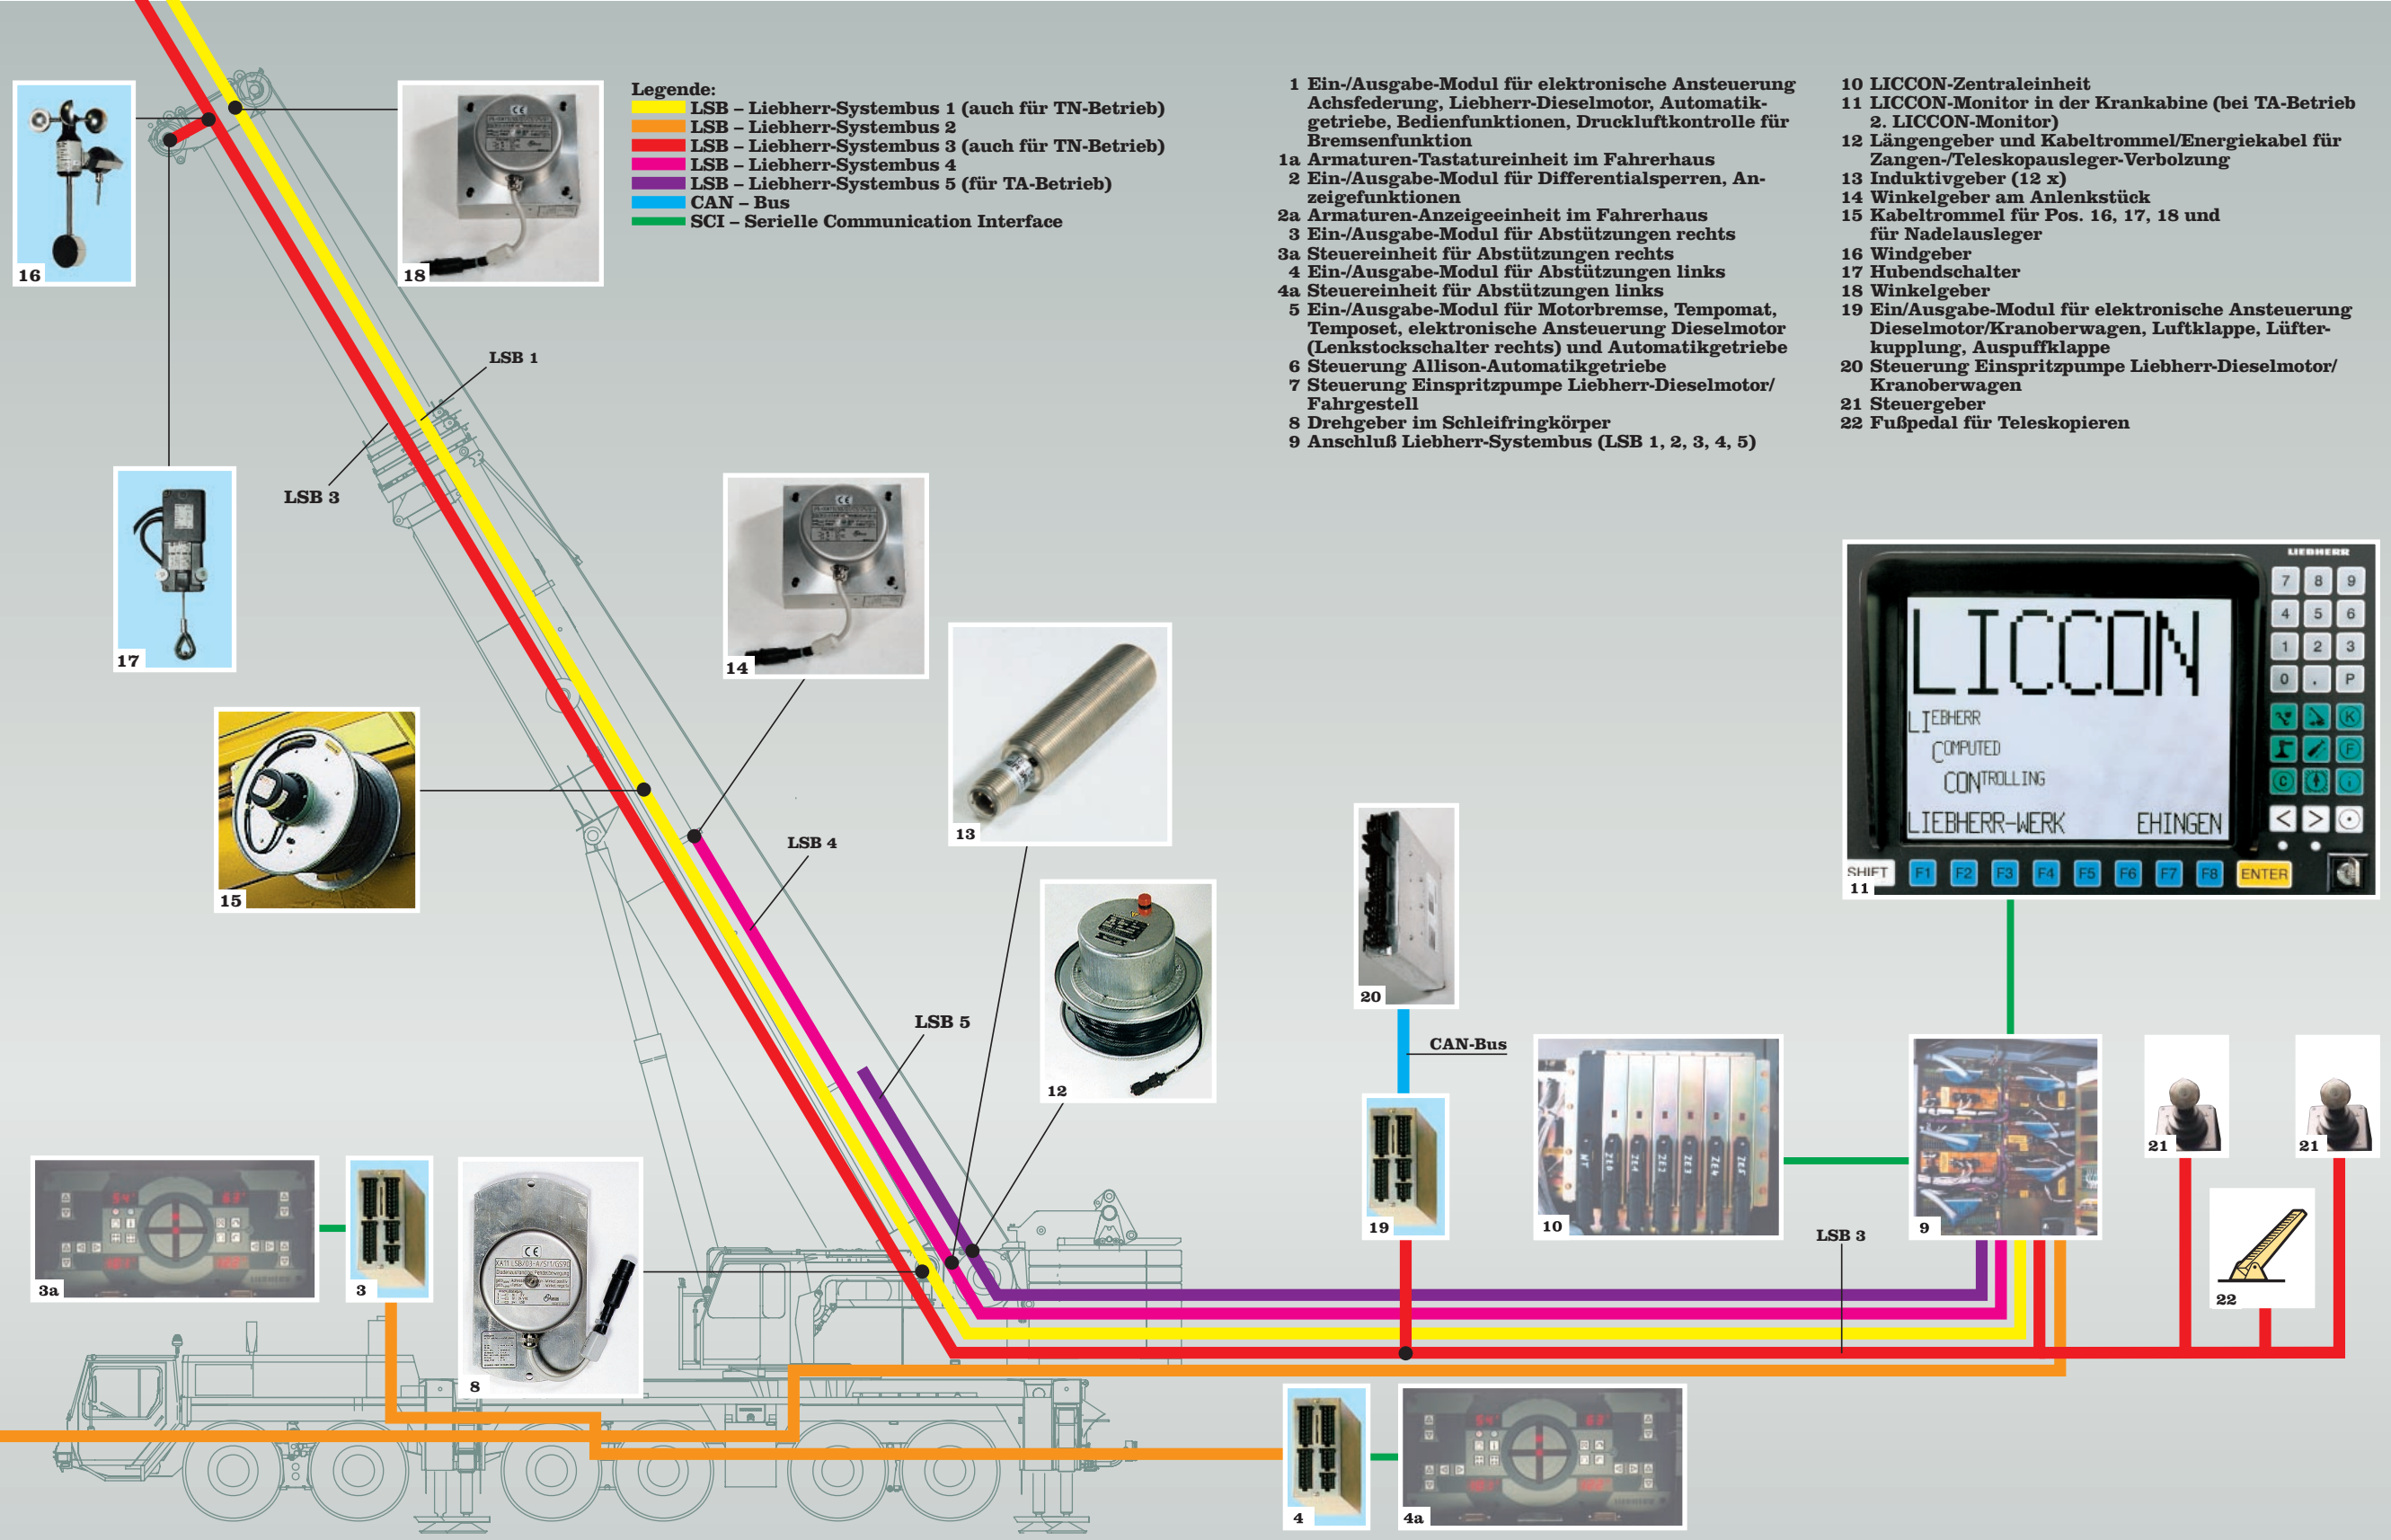 Legende:
LSB – Liebherr-Systembus 1 (auch für TN-Betrieb)
LSB – Liebherr-Systembus 2
LSB – Liebherr-Systembus 3 (auch für TN-Betrieb)
LSB – Liebherr-Systembus 4
LSB – Liebherr-Systembus 5 (für TA-Betrieb)
CAN – Bus
SCI – Serielle Communication Interface
1 Ein-/Ausgabe-Modul für elektronische Ansteuerung
Achsfederung, Liebherr-Dieselmotor, Automatik-
getriebe, Bedienfunktionen, Druckluftkontrolle für
Bremsenfunktion
1a Armaturen-Tastatureinheit im Fahrerhaus
2 Ein-/Ausgabe-Modul für Differentialsperren, An-
zeigefunktionen
2a Armaturen-Anzeigeeinheit im Fahrerhaus
3 Ein-/Ausgabe-Modul für Abstützungen rechts
3a Steuereinheit für Abstützungen rechts
4 Ein-/Ausgabe-Modul für Abstützungen links
4a Steuereinheit für Abstützungen links
5 Ein-/Ausgabe-Modul für Motorbremse, Tempomat,
Temposet, elektronische Ansteuerung Dieselmotor
(Lenkstockschalter rechts) und Automatikgetriebe
6 Steuerung Allison-Automatikgetriebe
7 Steuerung Einspritzpumpe Liebherr-Dieselmotor/
Fahrgestell
8 Drehgeber im Schleifringkörper
9 Anschluß Liebherr-Systembus (LSB 1, 2, 3, 4, 5)
10 LICCON-Zentraleinheit
11 LICCON-Monitor in der Krankabine (bei TA-Betrieb
2. LICCON-Monitor)
12 Längengeber und Kabeltrommel/Energiekabel für
Zangen-/Teleskopausleger-Verbolzung
13 Induktivgeber (12 x)
14 Winkelgeber am Anlenkstück
15 Kabeltrommel für Pos. 16, 17, 18 und
für Nadelausleger
16 Windgeber
17 Hubendschalter
18 Winkelgeber
19 Ein/Ausgabe-Modul für elektronische Ansteuerung
Dieselmotor/Kranoberwagen, Luftklappe, Lüfter-
kupplung, Auspuffklappe
20 Steuerung Einspritzpumpe Liebherr-Dieselmotor/
Kranoberwagen
21 Steuergeber
22 Fußpedal für Teleskopieren
16
18
LSB 1
LSB 3
17
14
15
13
LSB 4
12
LSB 5
LIEBHERR
7 8 9
4 5 6
1 2 3
0 . P
K
F
C i
< >
LICCON
LIEBHERR
COMPUTED
CONTROLLING
LIEBHERR-WERK EHINGEN
SHIFT F1 F2 F3 F4 F5 F6 F7 F8 ENTER
11
20
CAN-Bus
19
10
9
21
21
22
LSB 3
3a
3
8
4
4a